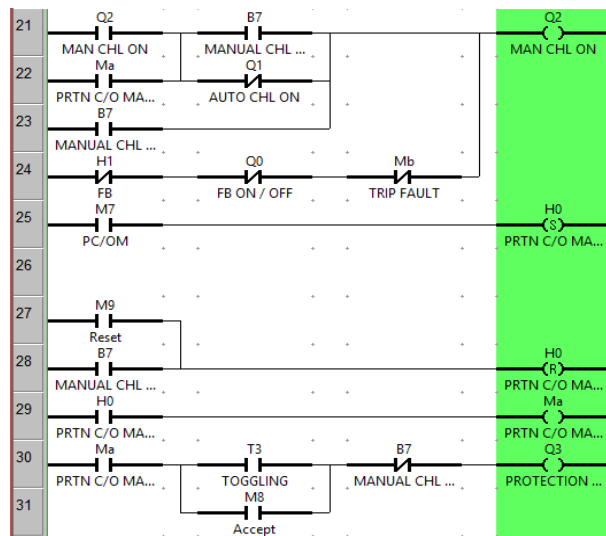 21 Q2 B7 Q2
MAN CHL ON MANUAL CHL ... MAN CHL ON
22 Ma Q1
PRTN C/O MA... AUTO CHL ON
23 B7
MANUAL CHL ...
24 H1 Q0 Mb
FB FB ON / OFF TRIP FAULT
25 M7 H0
S
PC/OM PRTN C/O MA...
26
27 M9
Reset
28 B7 H0
R
MANUAL CHL ... PRTN C/O MA...
29 H0 Ma
PRTN C/O MA... PRTN C/O MA...
30 Ma T3 B7 Q3
PRTN C/O MA... TOGGLING MANUAL CHL ... PROTECTION ...
31 M8
Accept